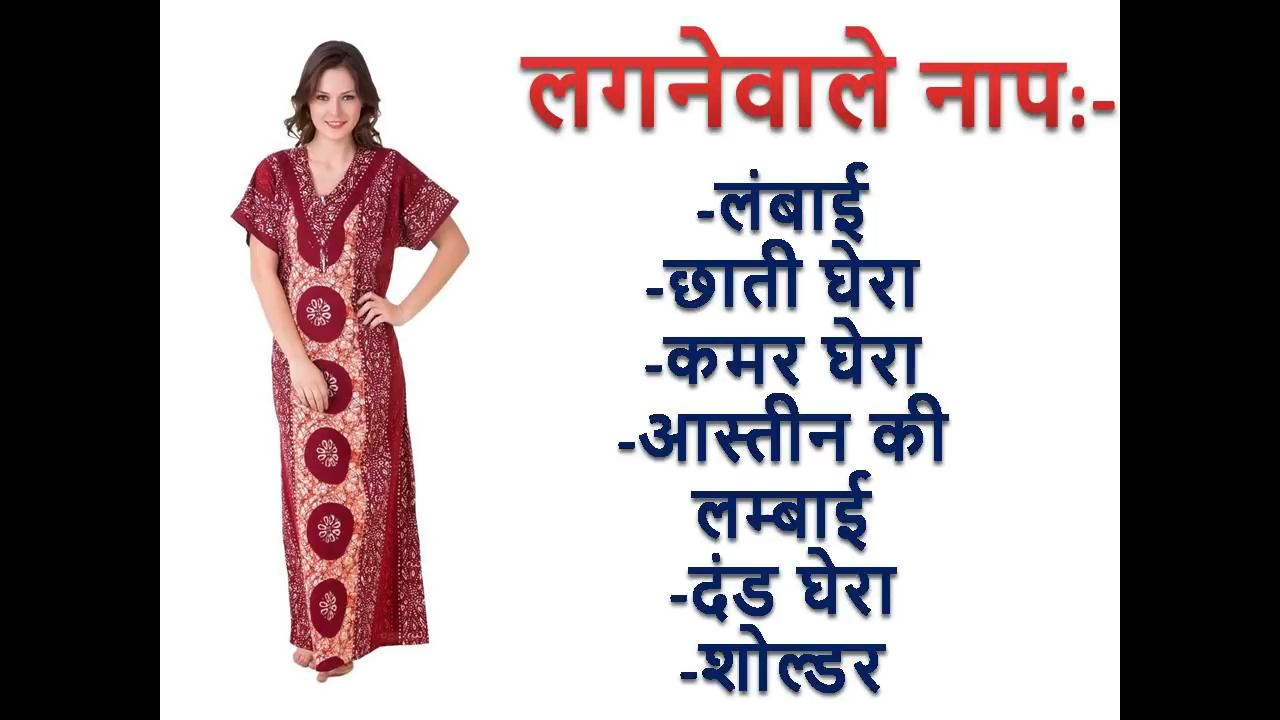 लगनेवाले नाप:-
-लंबाई
-छाती घेरा
-कमर घेरा
-आस्तीन की
लम्बाई
-दंड घेरा
-शोल्डर